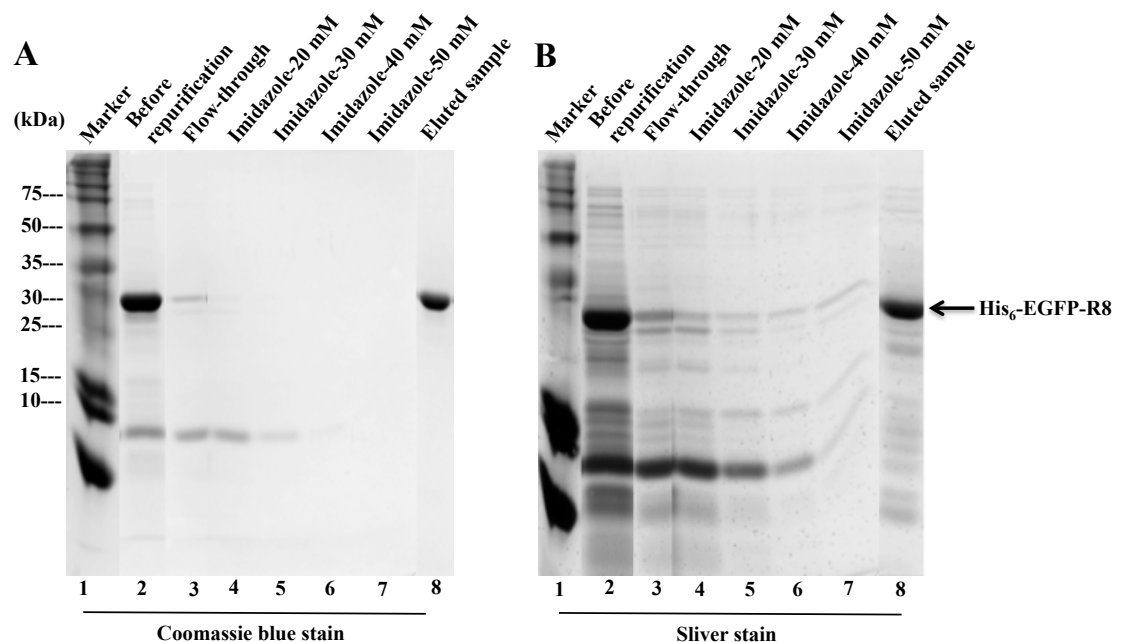 A
(kDa)
Marker
Before
repurification
Flow-through
Imidazole-20 mM
Imidazole-30 mM
Imidazole-40 mM
Imidazole-50 mM
Eluted sample
75---
50---
35---
30---
25---
15---
10---
1 2 3 4 5 6 7 8
Coomassie blue stain
B
Marker
Before
repurification
Flow-through
Imidazole-20 mM
Imidazole-30 mM
Imidazole-40 mM
Imidazole-50 mM
Eluted sample
His₆-EGFP-R8
1 2 3 4 5 6 7 8
Sliver stain